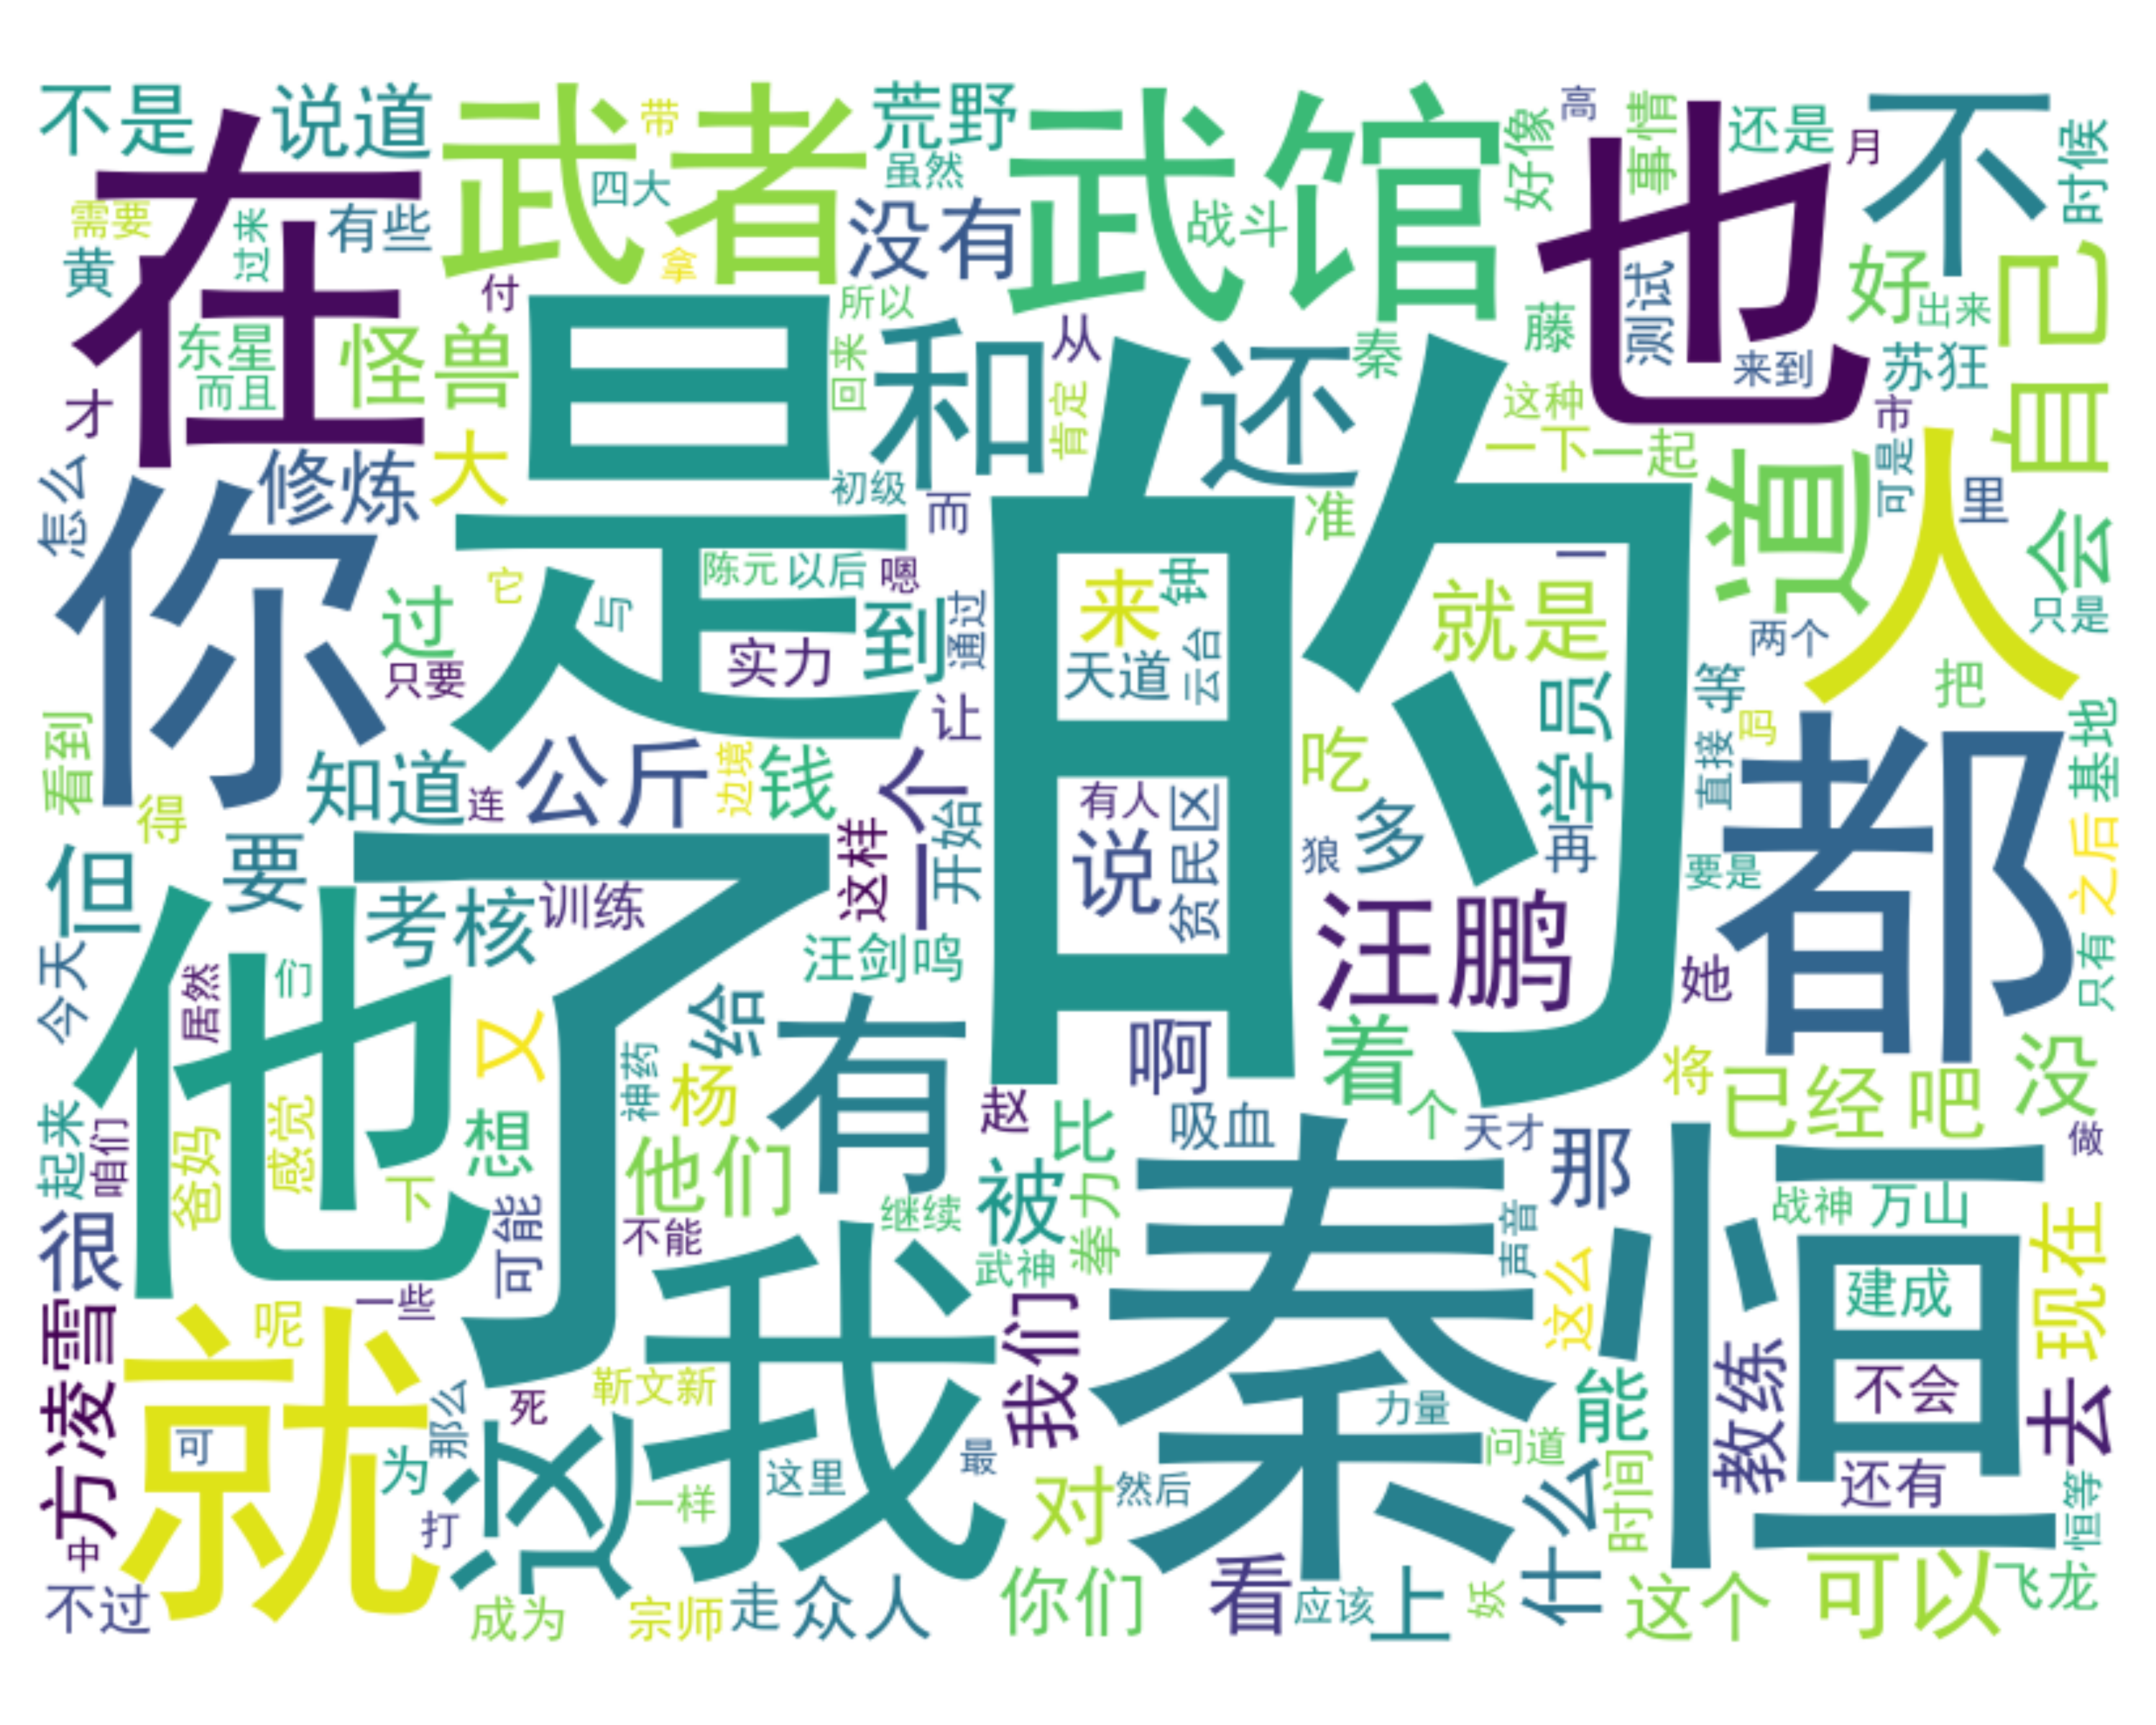 不是
说道
武者
带
荒野
武馆
好像
高
事情
还是
月
不
时候
在
需要
过来
有些
四大
虽然
没有
战斗
也
测试
好
出来
自己
黄
拿
付
所以
东星
怪兽
而且
是
回来
和
从
肯定
还
秦
藤
来到
苏狂
这种
市
才
修炼
大
初级
而
的
准
一下
一起
道
可是
人
里
只会
怎么
你
它
与
陈元
以后
嗯
过
只要
实力
到
通过
来
钟
天道
云台
就是
一
两个
只是
等
把
让
看到
得
知道
连
公斤
边境
钱
一个
吃
学员
直接
吗
基地
有人
说
贫民区
狼
多
再
都
要是
之后
但
要
了
考核
训练
这样
开始
汪剑鸣
汪鹏
她
只有
今天
他
居然
们
又
给
神药
杨
有
啊
着
将
已经
吧
没
赵
比
吸血
个
天才
那
做
起来
咱们
爸妈
感觉
想
下
可能
他们
不能
继续
被
力
拳
武神
秦恒
声音
战神
万山
现在
很
一些
我
我们
这么
建成
方凌雪
呢
就
可
那么
死
靳文新
力量
能
教练
不会
去
为
打
这
一样
这里
最
对
然后
问道
什么
时间
还有
恒等
中
不过
成为
宗师
走
众人
你们
看
应该
上
妖
这个
可以
飞龙